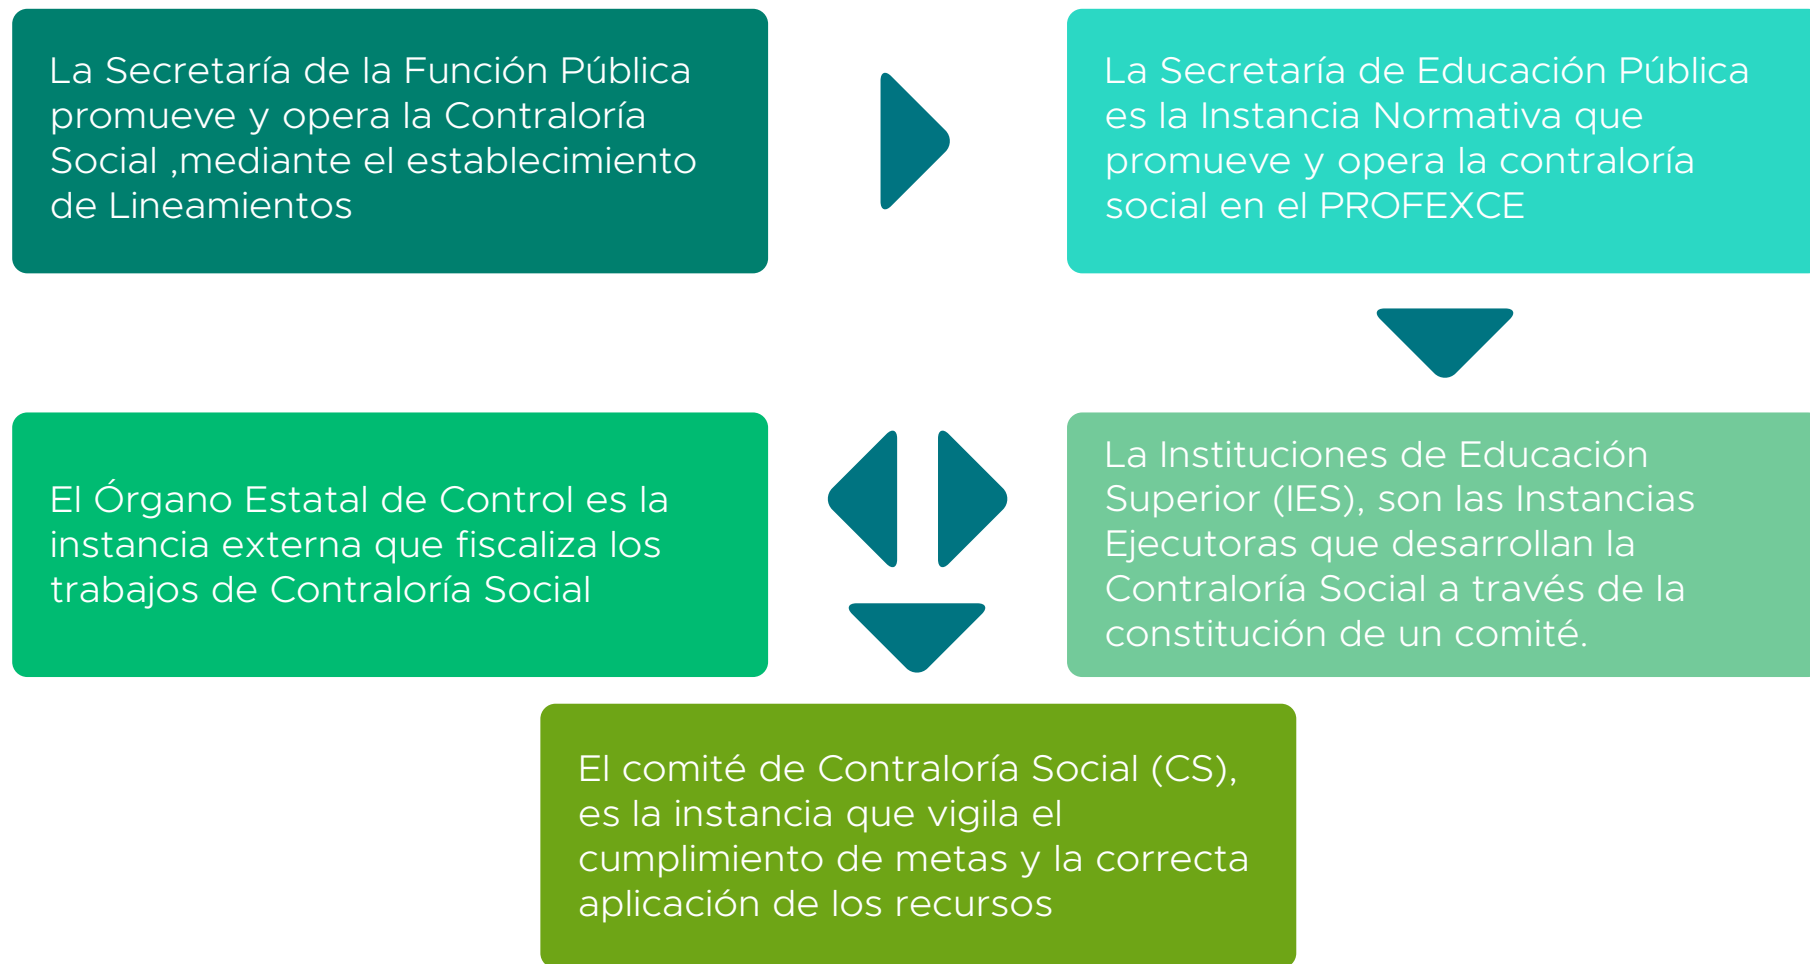 La Secretaría de la Función Pública
promueve y opera la Contraloría
Social ,mediante el establecimiento
de Lineamientos
La Secretaría de Educación Pública
es la Instancia Normativa que
promueve y opera la contraloría
social en el PROFEXCE
El Órgano Estatal de Control es la
instancia externa que fiscaliza los
trabajos de Contraloría Social
La Instituciones de Educación
Superior (IES), son las Instancias
Ejecutoras que desarrollan la
Contraloría Social a través de la
constitución de un comité.
El comité de Contraloría Social (CS),
es la instancia que vigila el
cumplimiento de metas y la correcta
aplicación de los recursos